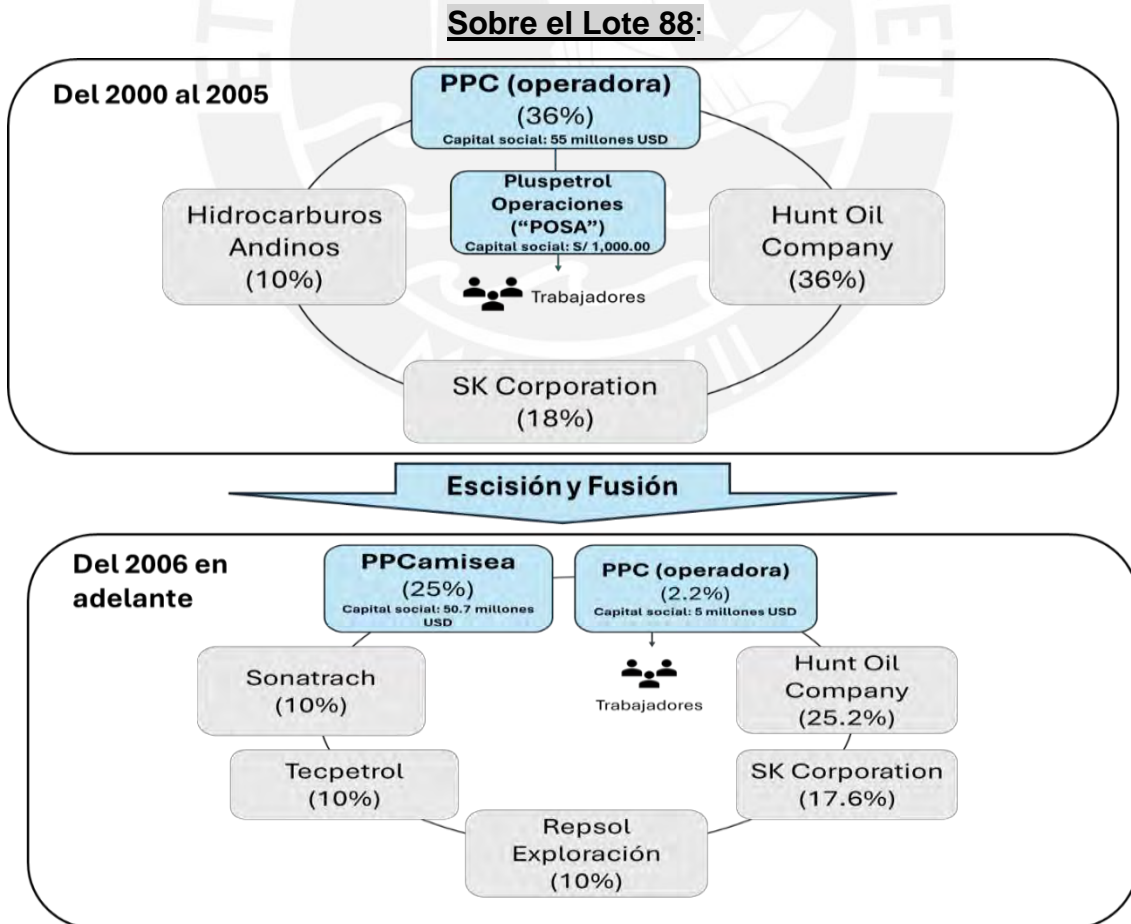 Sobre el Lote 88:
Del 2000 al 2005
PPC (operadora)
(36%)
Capital social: 55 millones USD
Pluspetrol
Operaciones
("POSA")
Capital social: S/ 1,000.00
Trabajadores
Hidrocarburos
Andinos
(10%)
Hunt Oil
Company
(36%)
SK Corporation
(18%)
Escisión y Fusión
Del 2006 en
adelante
PPCamisea
(25%)
Capital social: 50.7 millones
USD
PPC (operadora)
(2.2%)
Capital social: 5 millones USD
Trabajadores
Sonatrach
(10%)
Hunt Oil
Company
(25.2%)
Tecpetrol
(10%)
SK Corporation
(17.6%)
Repsol
Exploración
(10%)